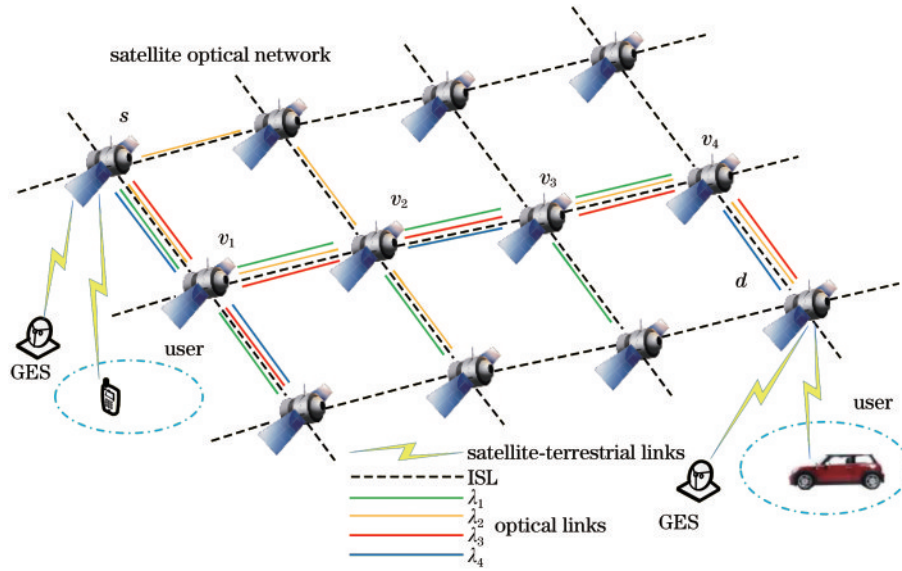 satellite optical network
s
v₄
v₃
v₂
v₁
d
user
GES
user
satellite-terrestrial links
ISL
λ₁
λ₂
optical links
λ₃
λ₄
GES